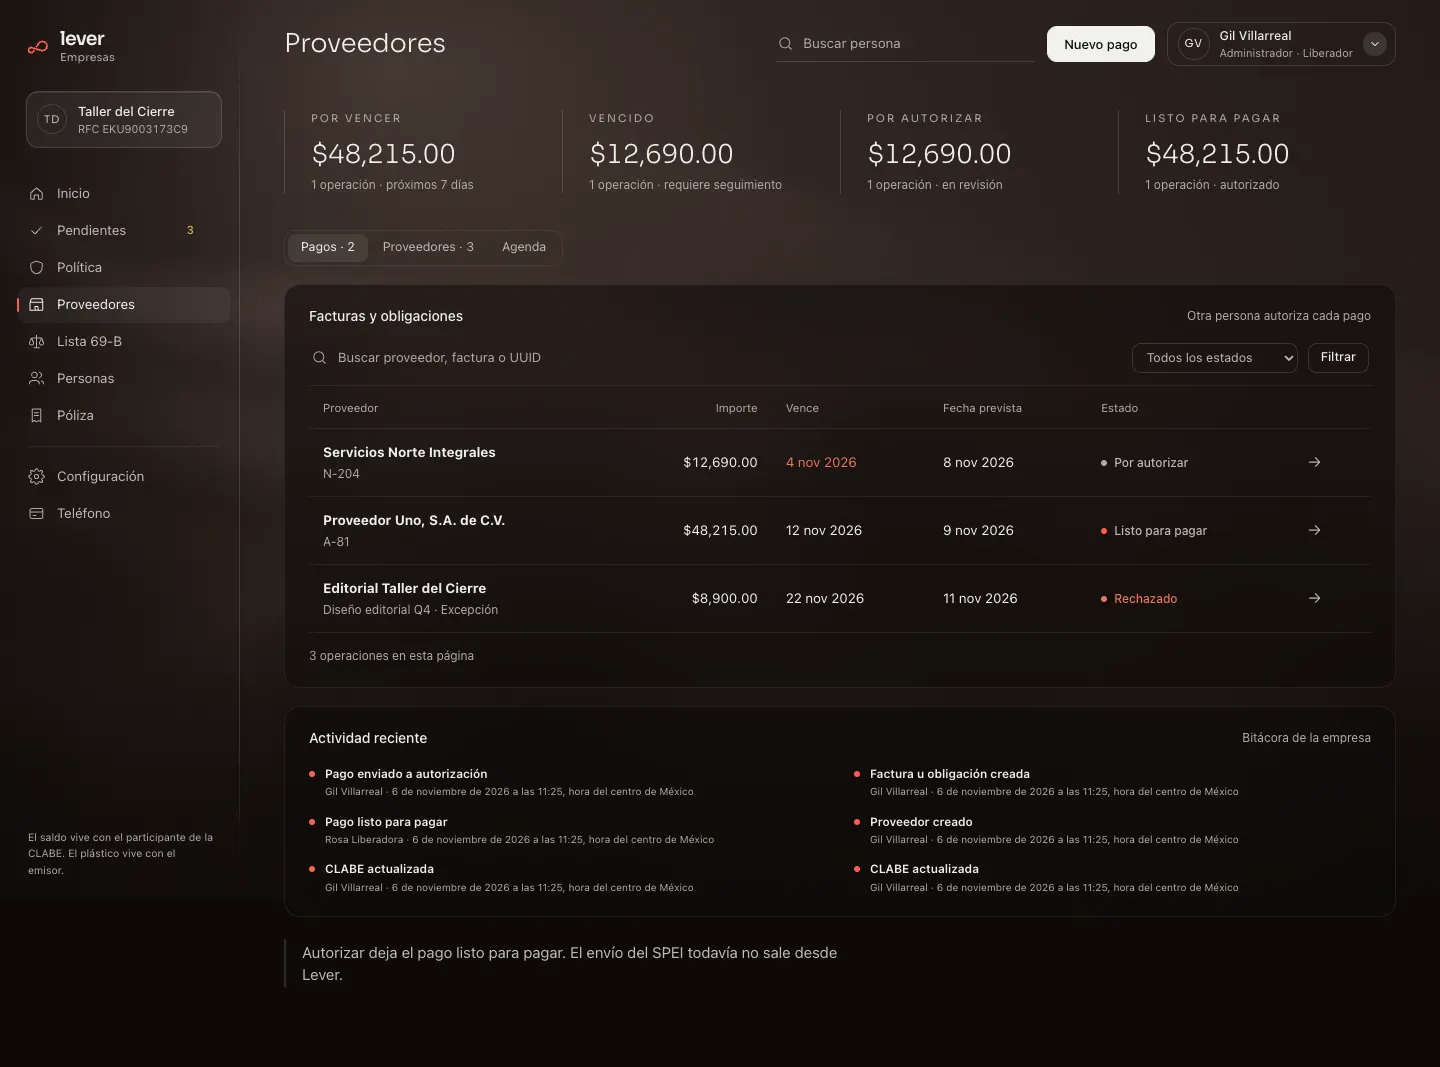 lever
Empresas
TD
Taller del Cierre
RFC EKU9003173C9
Inicio
Pendientes 3
Política
Proveedores
Lista 69-B
Personas
Póliza
Configuración
Teléfono
El saldo vive con el participante de la
CLABE. El plástico vive con el
emisor.
Proveedores
Buscar persona
Nuevo pago
GV
Gil Villarreal
Administrador · Liberador
POR VENCER
$48,215.00
1 operación · próximos 7 días
VENCIDO
$12,690.00
1 operación · requiere seguimiento
POR AUTORIZAR
$12,690.00
1 operación · en revisión
LISTO PARA PAGAR
$48,215.00
1 operación · autorizado
Pagos · 2 Proveedores · 3 Agenda
Facturas y obligaciones Otra persona autoriza cada pago
Buscar proveedor, factura o UUID Todos los estados Filtrar
Proveedor Importe Vence Fecha prevista Estado
Servicios Norte Integrales
N-204
$12,690.00 4 nov 2026 8 nov 2026 Por autorizar
Proveedor Uno, S.A. de C.V.
A-81
$48,215.00 12 nov 2026 9 nov 2026 Listo para pagar
Editorial Taller del Cierre
Diseño editorial Q4 · Excepción
$8,900.00 22 nov 2026 11 nov 2026 Rechazado
3 operaciones en esta página
Actividad reciente Bitácora de la empresa
Pago enviado a autorización
Gil Villarreal · 6 de noviembre de 2026 a las 11:25, hora del centro de México
Factura u obligación creada
Gil Villarreal · 6 de noviembre de 2026 a las 11:25, hora del centro de México
Pago listo para pagar
Rosa Liberadora · 6 de noviembre de 2026 a las 11:25, hora del centro de México
Proveedor creado
Gil Villarreal · 6 de noviembre de 2026 a las 11:25, hora del centro de México
CLABE actualizada
Gil Villarreal · 6 de noviembre de 2026 a las 11:25, hora del centro de México
CLABE actualizada
Gil Villarreal · 6 de noviembre de 2026 a las 11:25, hora del centro de México
Autorizar deja el pago listo para pagar. El envío del SPEI todavía no sale desde
Lever.